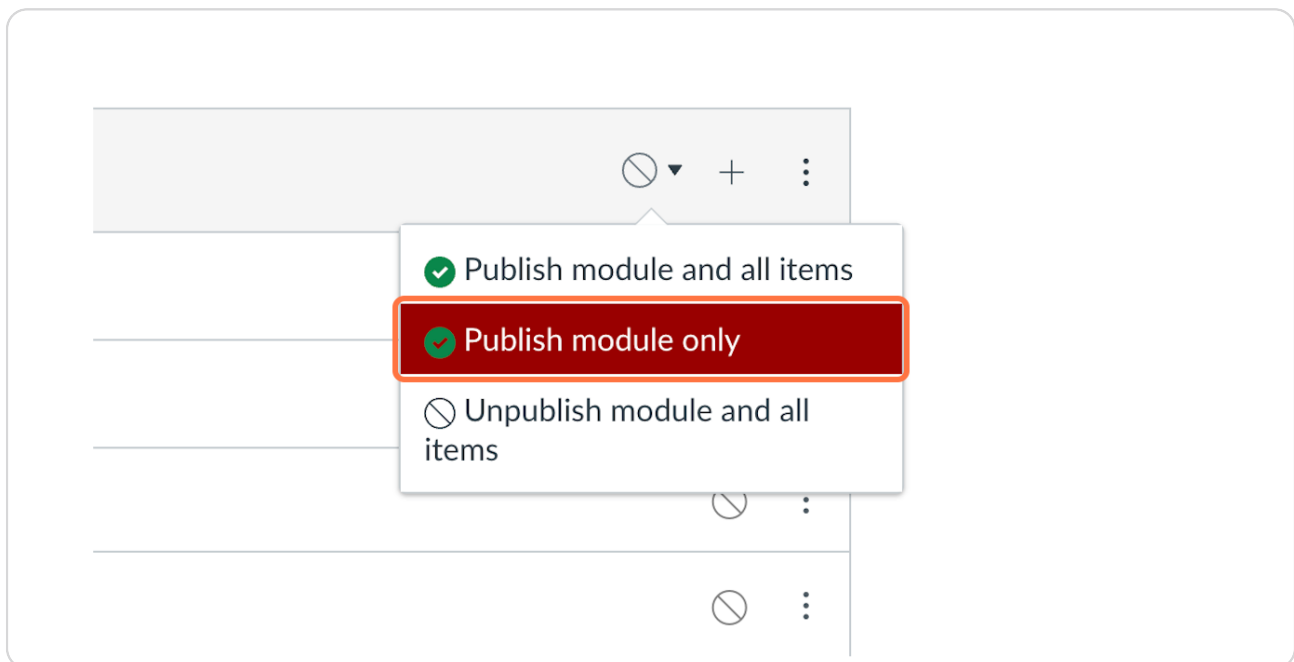 Publish module and all items
Publish module only
Unpublish module and all
items